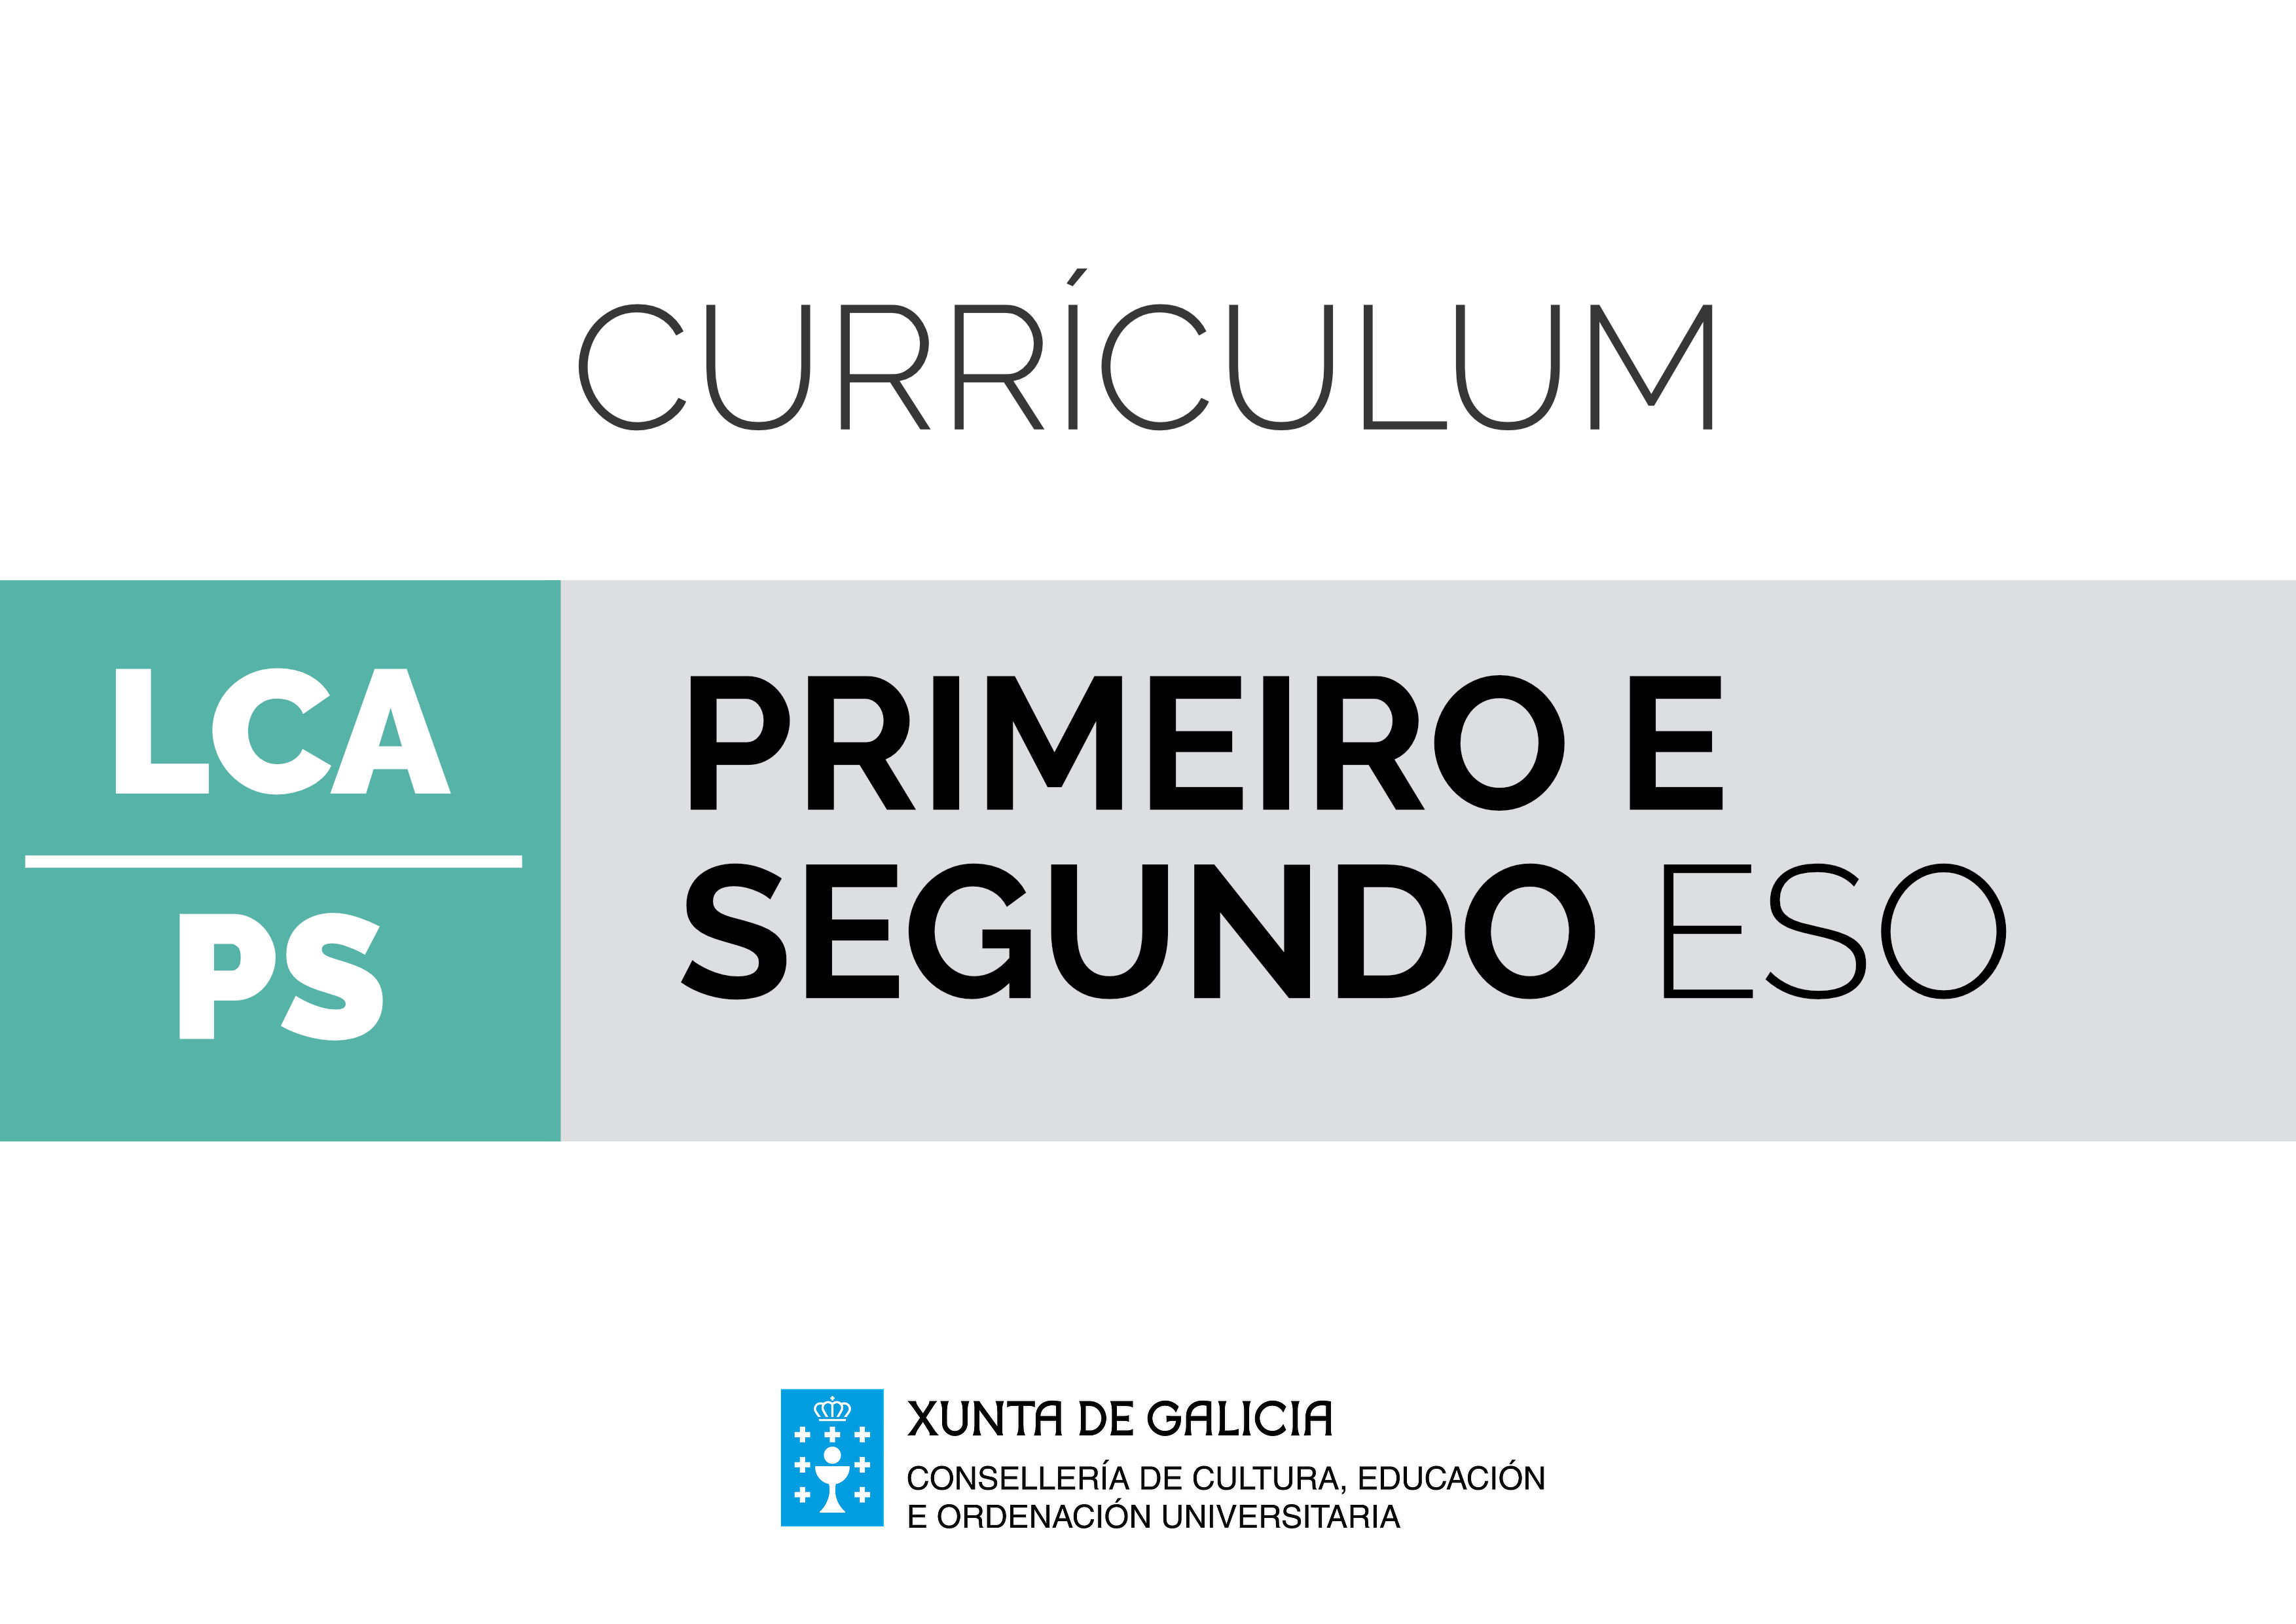 CURRÍCULUM
LCA
PS
PRIMEIRO E
SEGUNDO ESO
XUNTA DE GALICIA
CONSELLERÍA DE CULTURA, EDUCACIÓN
E ORDENACIÓN UNIVERSITARIA